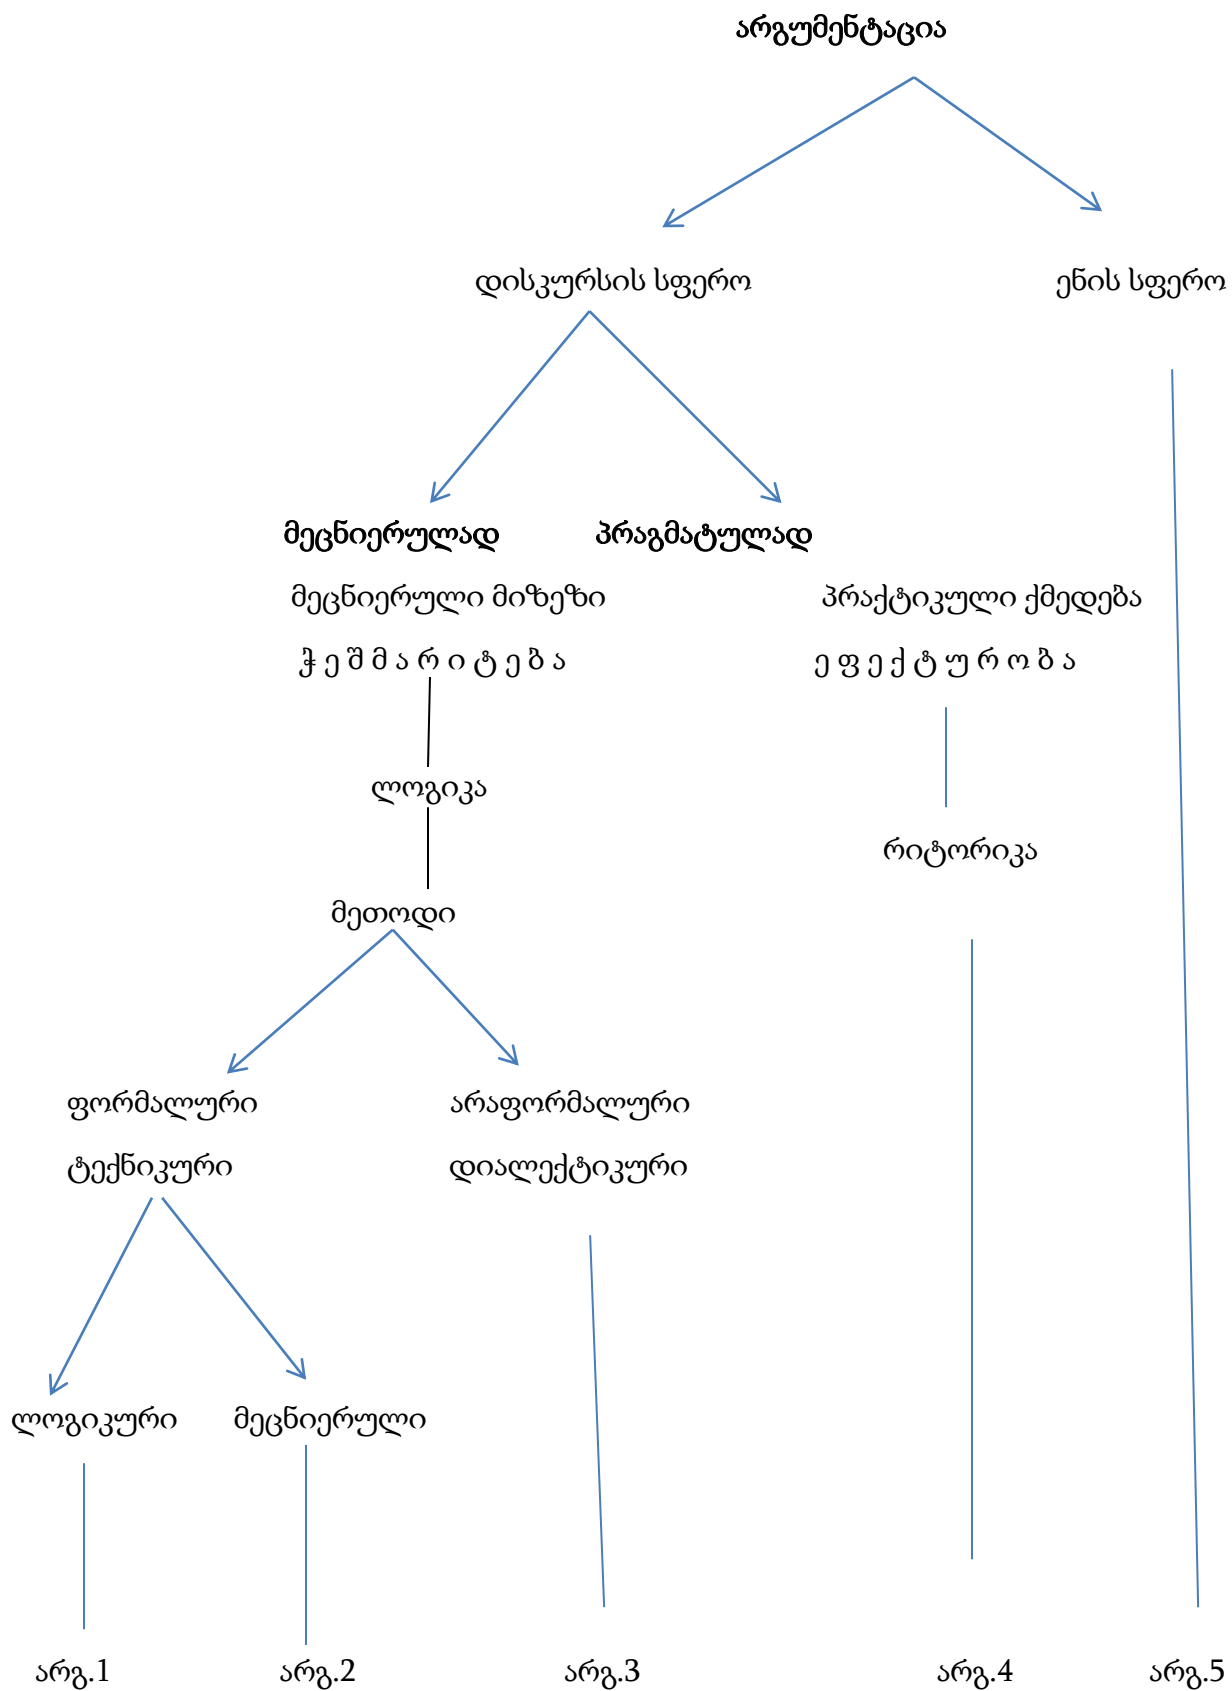 არგუმენტაცია
დისკურსის სფერო ენის სფერო
მეცნიერულად პრაგმატულად
მეცნიერული მიზეზი პრაქტიკული ქმედება
ჭ ე შ მ ა რ ი ტ ე ბ ა ე ფ ე ქ ტ უ რ ო ბ ა
ლოგიკა
რიტორიკა
მეთოდი
ფორმალური არაფორმალური
ტექნიკური დიალექტიკური
ლოგიკური მეცნიერული
არგ.1 არგ.2 არგ.3 არგ.4 არგ.5